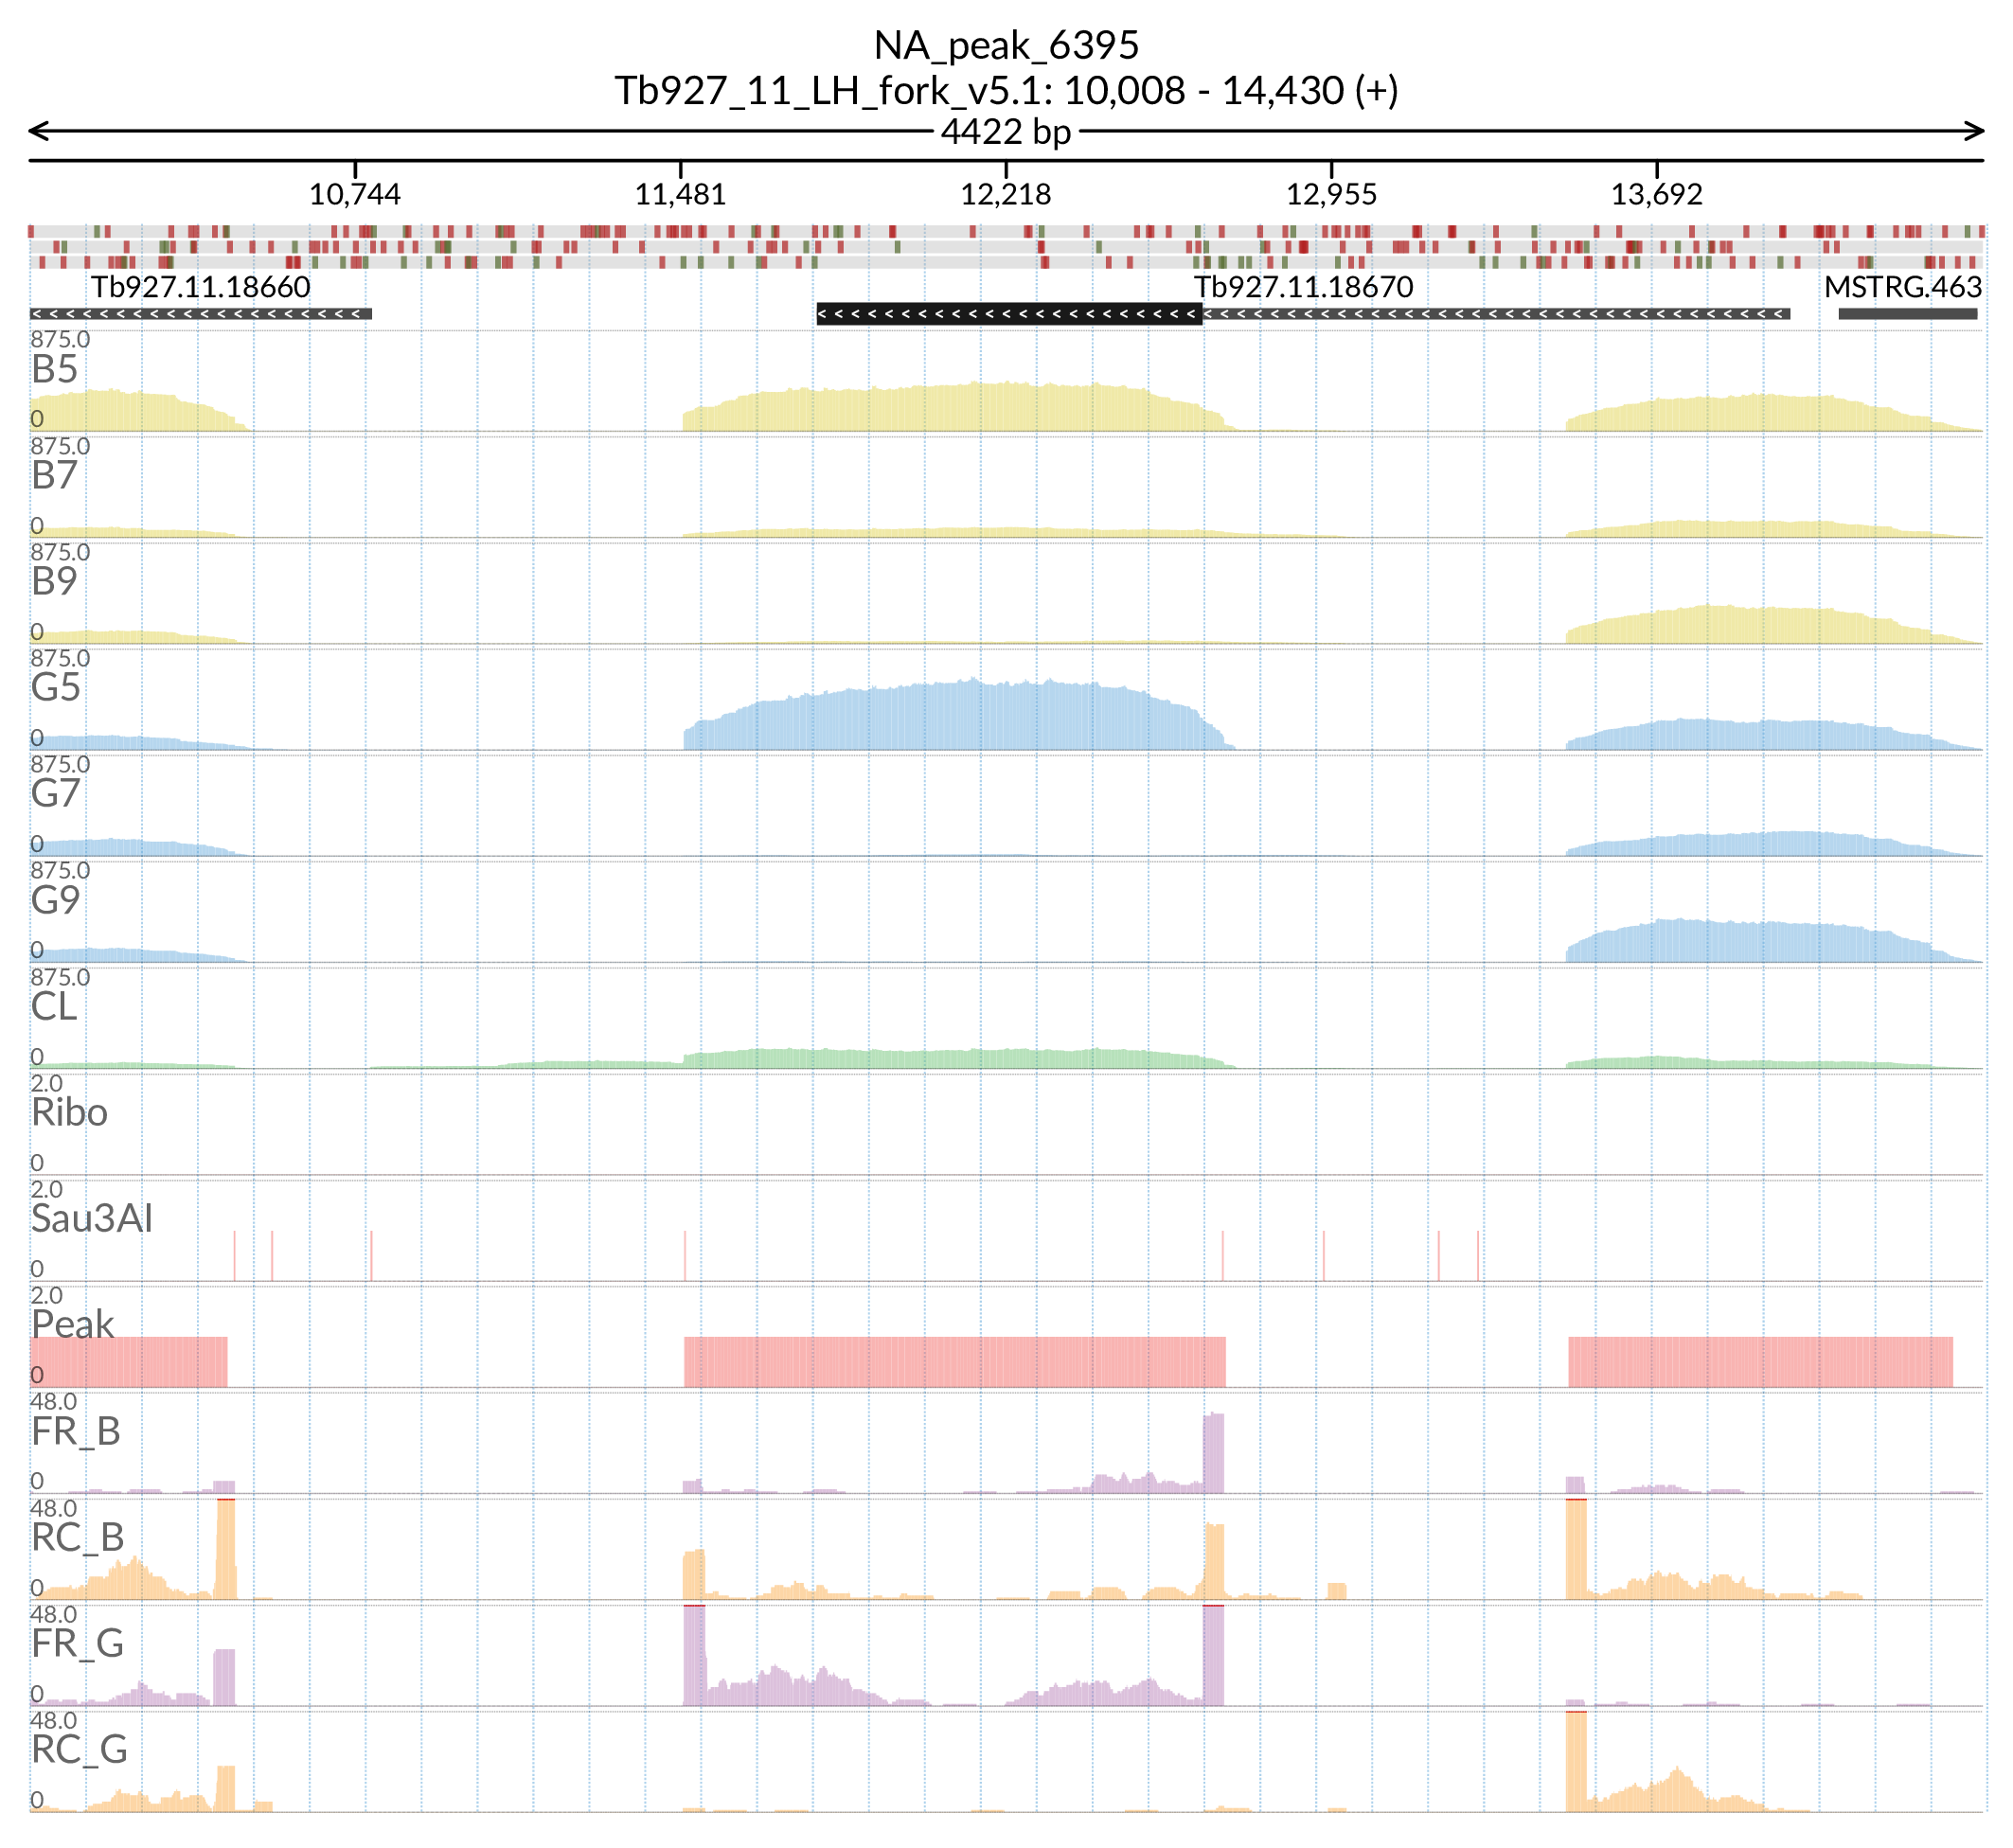 NA_peak_6395
Tb927_11_LH_fork_v5.1: 10,008 - 14,430 (+)
4422 bp
10,744 11,481 12,218 12,955 13,692
Tb927.11.18660 Tb927.11.18670 MSTRG.463
875.0
B5
0
875.0
B7
0
875.0
B9
0
875.0
G5
0
875.0
G7
0
875.0
G9
0
875.0
CL
0
2.0
Ribo
0
2.0
Sau3AI
0
2.0
Peak
0
48.0
FR_B
0
48.0
RC_B
0
48.0
FR_G
0
48.0
RC_G
0